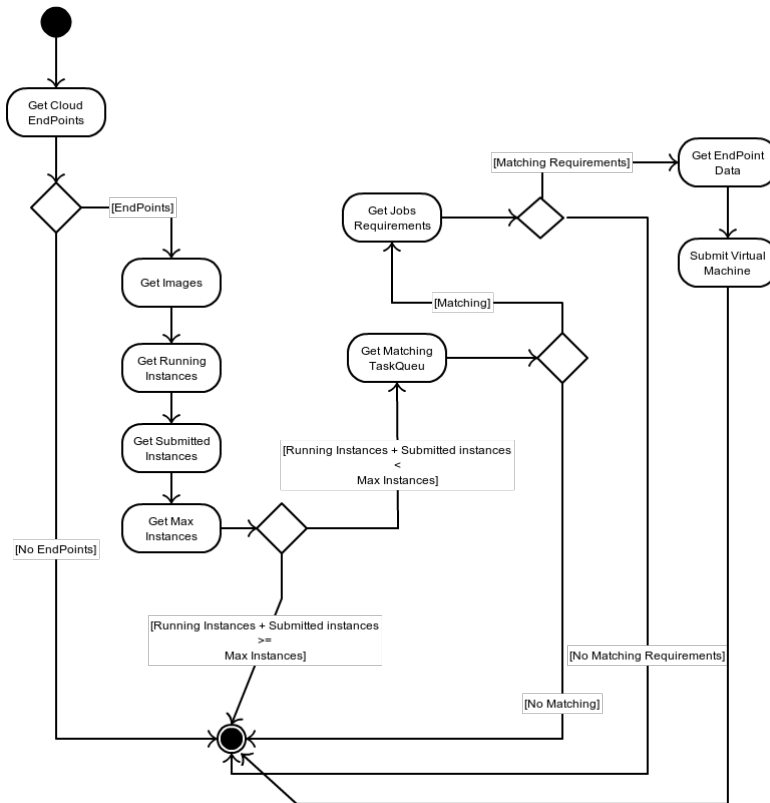 Get Cloud
EndPoints
[EndPoints]
Get Images
Get Running
Instances
Get Submitted
Instances
Get Max
Instances
[No EndPoints]
[Running Instances + Submitted instances
>=
Max Instances]
[Running Instances + Submitted instances
<
Max Instances]
Get Matching
TaskQueu
[Matching]
[No Matching]
Get Jobs
Requirements
[Matching Requirements]
[No Matching Requirements]
Get EndPoint
Data
Submit Virtual
Machine